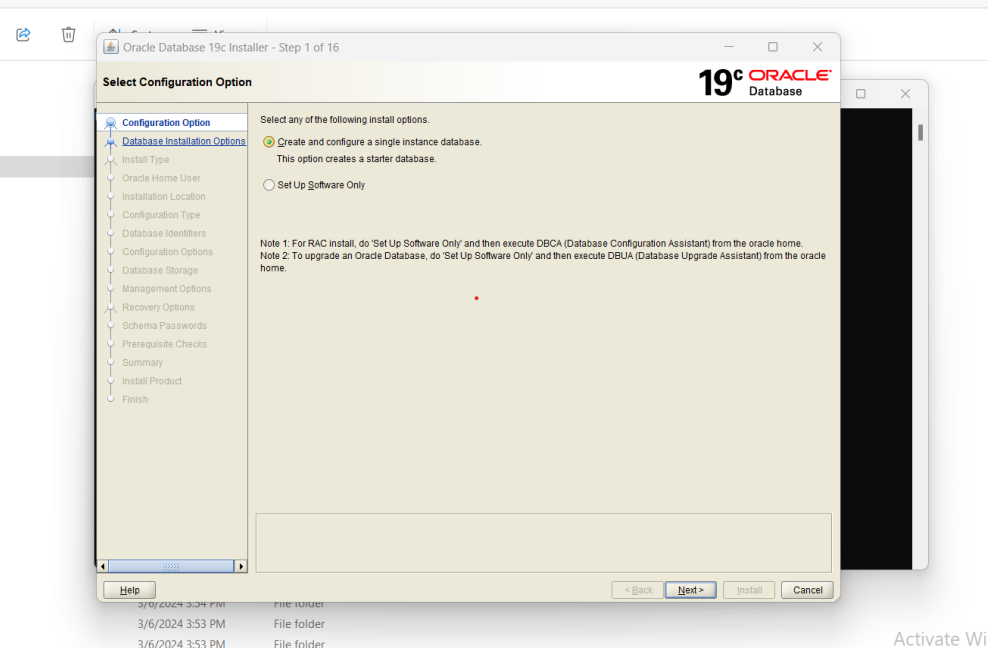 Oracle Database 19c Installer - Step 1 of 16
Select Configuration Option
19c ORACLE
Database
Configuration Option
Database Installation Options
Install Type
Oracle Home User
Installation Location
Configuration Type
Database Identifiers
Configuration Options
Database Storage
Management Options
Recovery Options
Schema Passwords
Prerequisite Checks
Summary
Install Product
Finish
Select any of the following install options.
Create and configure a single instance database.
This option creates a starter database.
Set Up Software Only
Note 1: For RAC install, do 'Set Up Software Only' and then execute DBCA (Database Configuration Assistant) from the oracle home.
Note 2: To upgrade an Oracle Database, do 'Set Up Software Only' and then execute DBUA (Database Upgrade Assistant) from the oracle
home.
Help
< Back
Next >
Install
Cancel
3/6/2024 3:54 PM File folder
3/6/2024 3:53 PM File folder
3/6/2024 3:53 PM File folder
Activate Wi